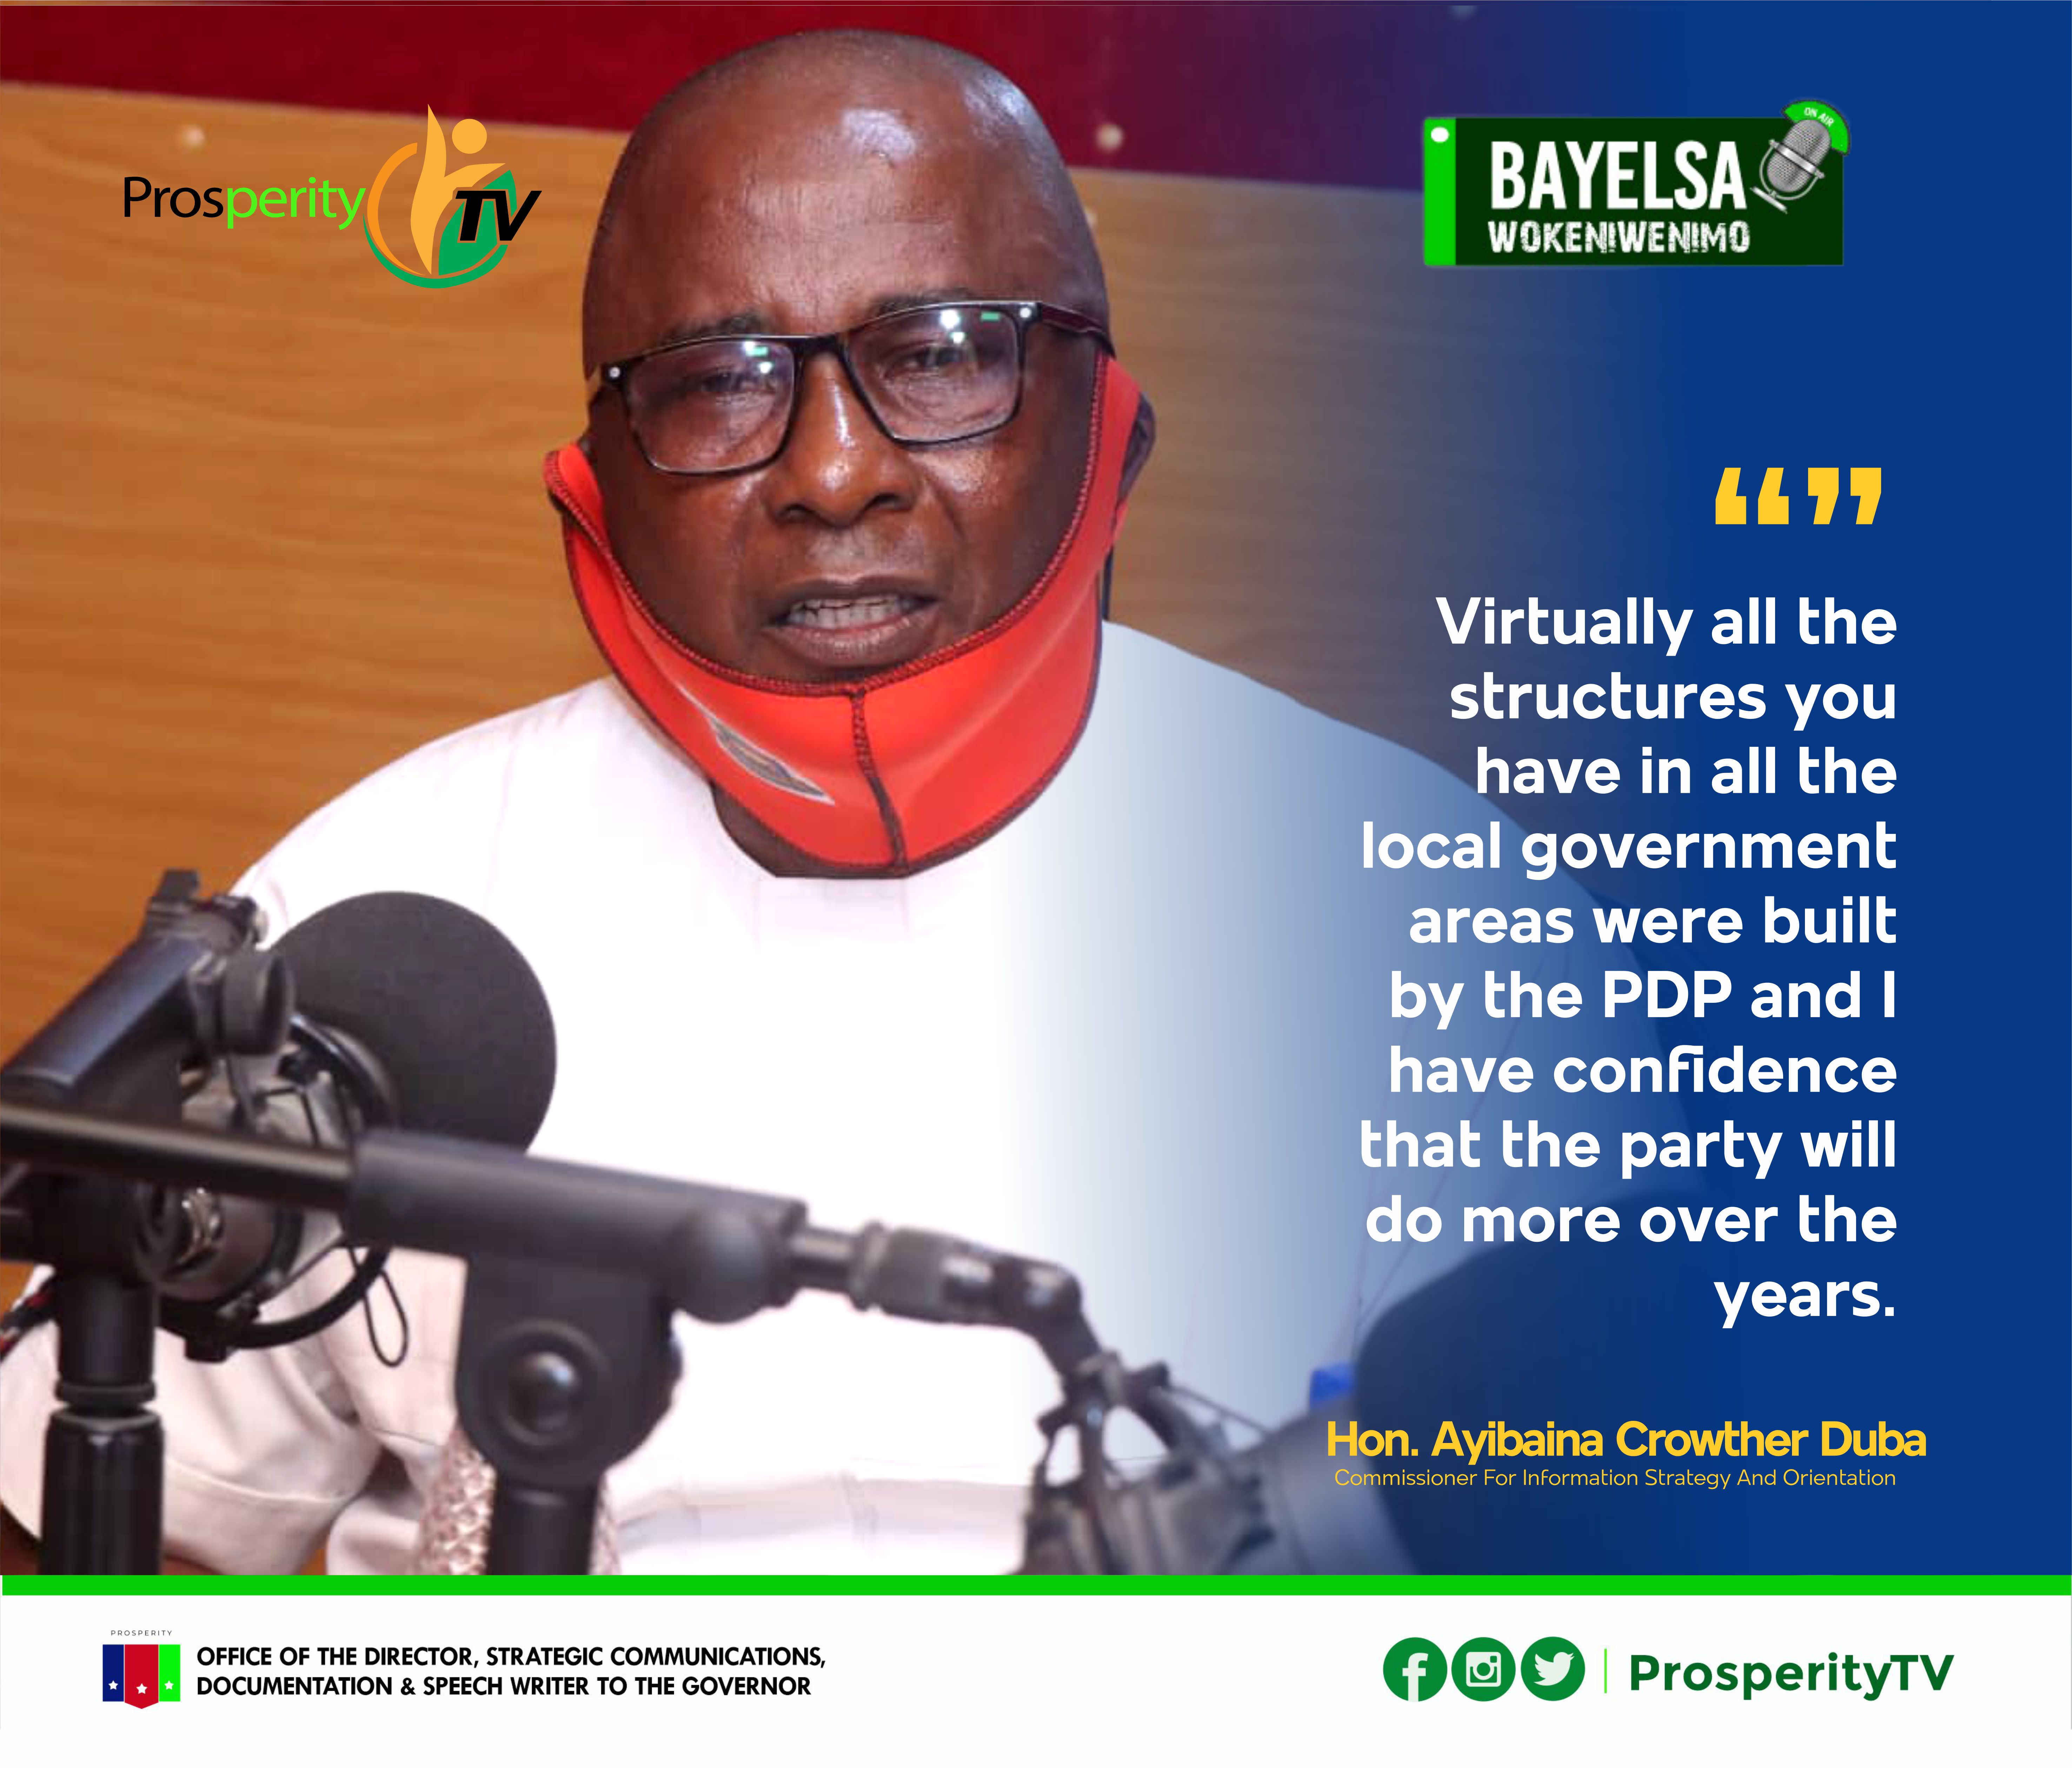 Prosperity TV
ON AIR
BAYELSA
WOKENIWENIMO
“”
Virtually all the
structures you
have in all the
local government
areas were built
by the PDP and I
have confidence
that the party will
do more over the
years.
Hon. Ayibaina Crowther Duba
Commissioner For Information Strategy And Orientation
PROSPERITY
OFFICE OF THE DIRECTOR, STRATEGIC COMMUNICATIONS,
DOCUMENTATION & SPEECH WRITER TO THE GOVERNOR
ProsperityTV